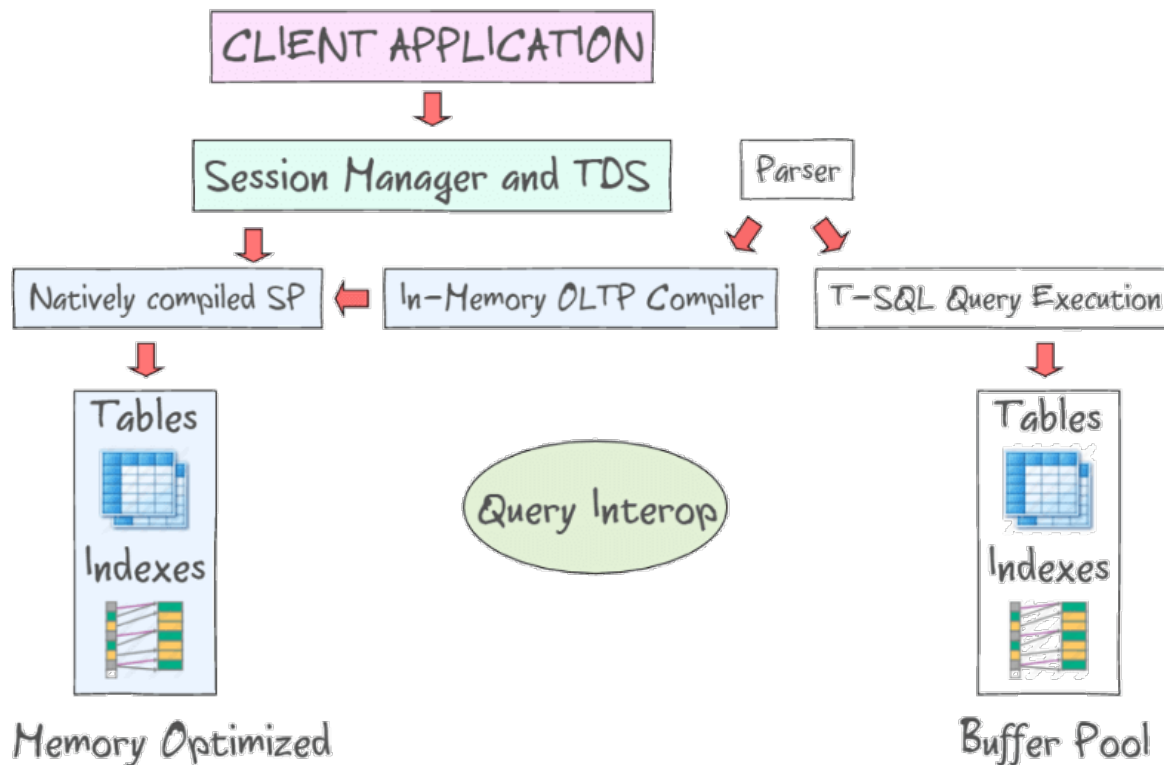 CLIENT APPLICATION
Session Manager and TDS
Parser
Natively compiled SP
In-Memory OLTP Compiler
T-SQL Query Execution
Tables
Indexes
Query Interop
Tables
Indexes
Memory Optimized
Buffer Pool